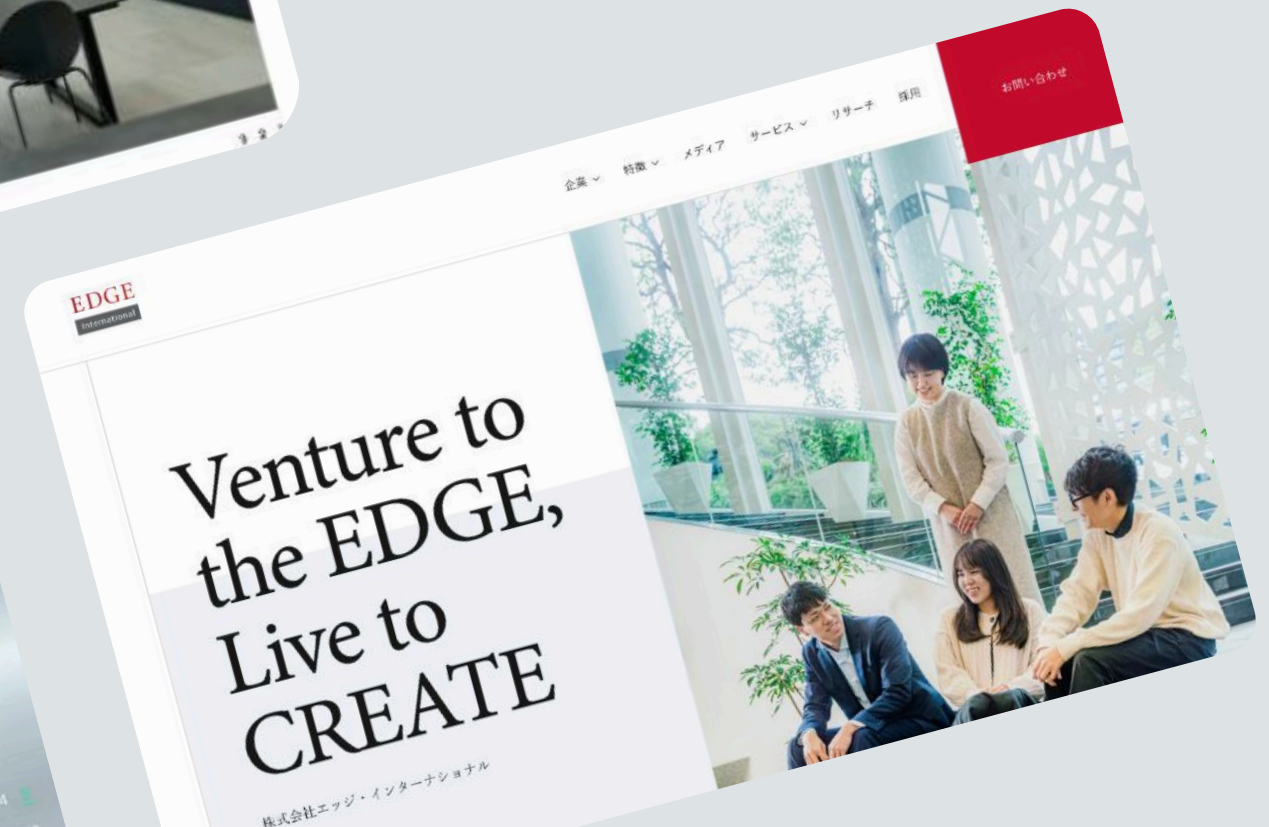 EDGE
International
企業
特徴
メディア
サービス
リサーチ
採用
お問い合わせ
Venture to
the EDGE,
Live to
CREATE
株式会社エッジ・インターナショナル